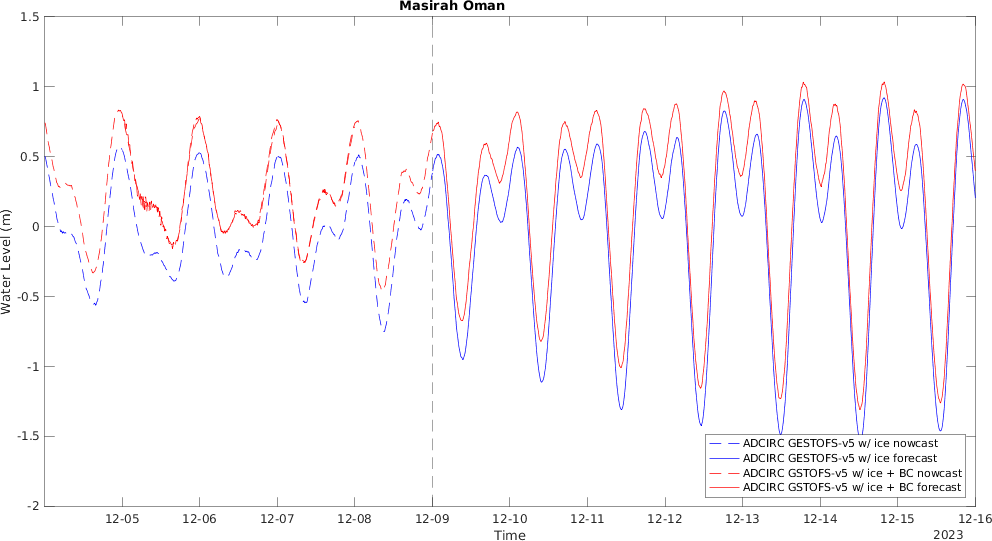 Masirah Oman
1.5
1
0.5
0
-0.5
-1
-1.5
-2
Water Level (m)
12-05 12-06 12-07 12-08 12-09 12-10 12-11 12-12 12-13 12-14 12-15 12-16
Time
2023
ADCIRC GESTOFS-v5 w/ ice nowcast
ADCIRC GESTOFS-v5 w/ ice forecast
ADCIRC GSTOFS-v5 w/ ice + BC nowcast
ADCIRC GSTOFS-v5 w/ ice + BC forecast